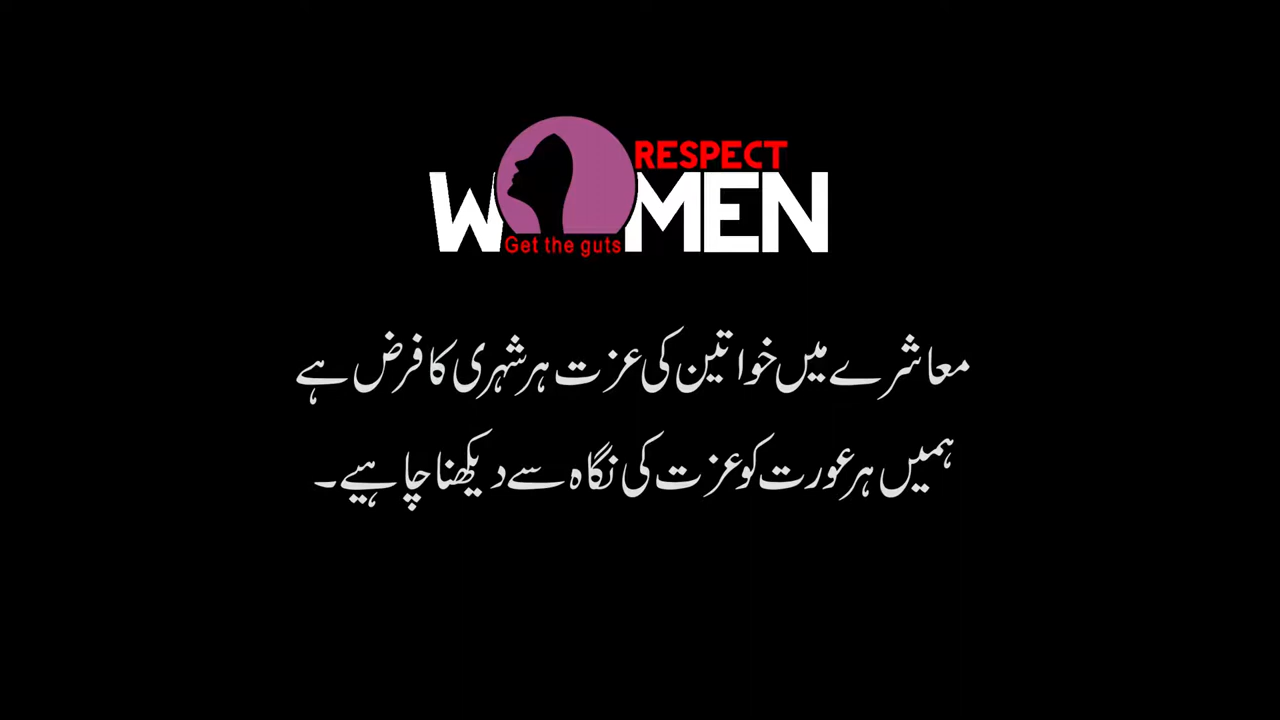 RESPECT
WOMEN
Get the guts
معاشرے میں خواتین کی عزت ہر شہری کا فرض ہے
ہمیں ہر عورت کو عزت کی نگاہ سے دیکھنا چاہیے۔